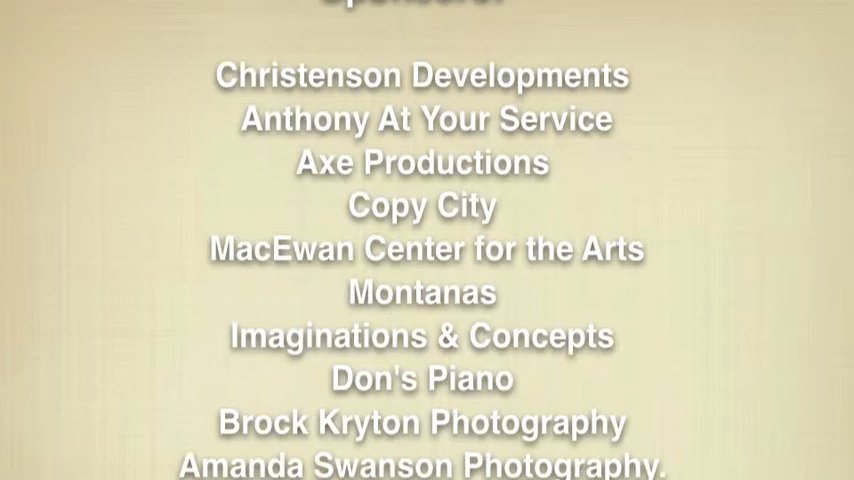 Sponsors:
Christenson Developments
Anthony At Your Service
Axe Productions
Copy City
MacEwan Center for the Arts
Montanas
Imaginations & Concepts
Don's Piano
Brock Kryton Photography
Amanda Swanson Photography.